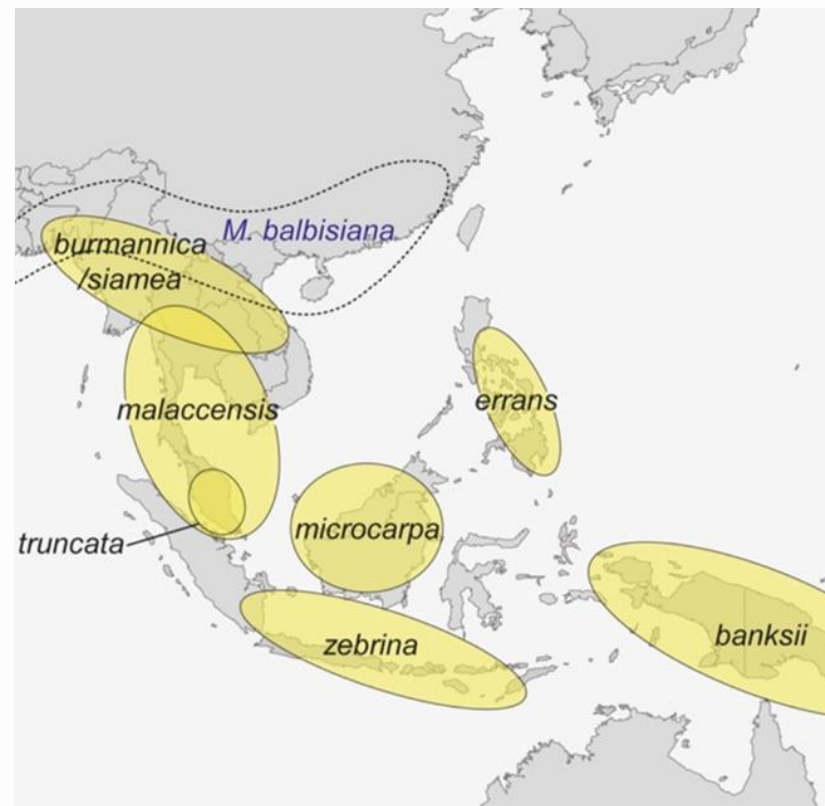 M. balbisiana
burmannica
/siamea
malaccensis
errans
truncata
microcarpa
zebrina
banksii